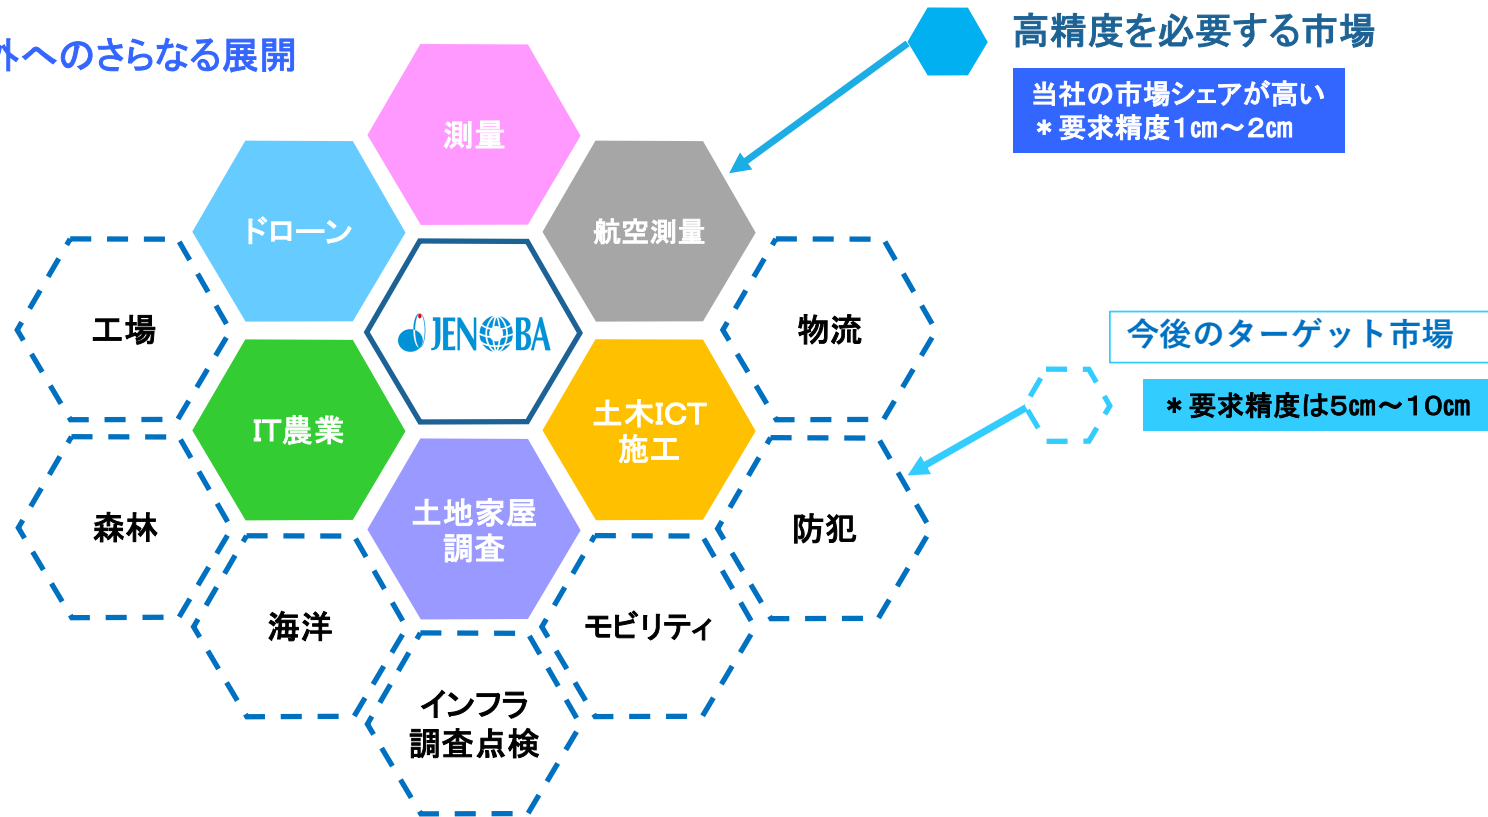 外へのさらなる展開
高精度を必要する市場
当社の市場シェアが高い
＊要求精度1㎝～2㎝
測量
ドローン
航空測量
工場
JENOBA
物流
今後のターゲット市場
＊要求精度は5㎝～10㎝
IT農業
土木ICT
施工
森林
土地家屋
調査
防犯
海洋
モビリティ
インフラ
調査点検